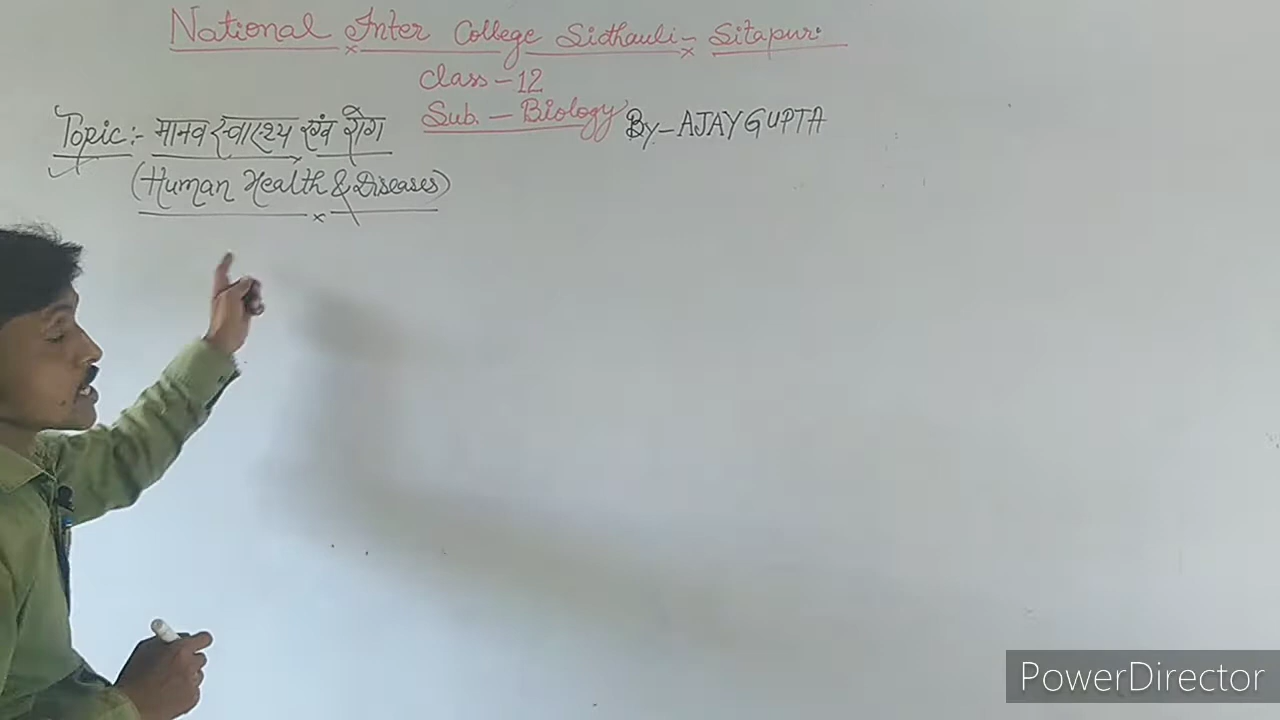 National Inter College Sidhauli - Sitapur
Class - 12
Sub. - Biology By - AJAY GUPTA
Topic:- मानव स्वास्थ्य एवं रोग
(Human Health & Diseases)
PowerDirector